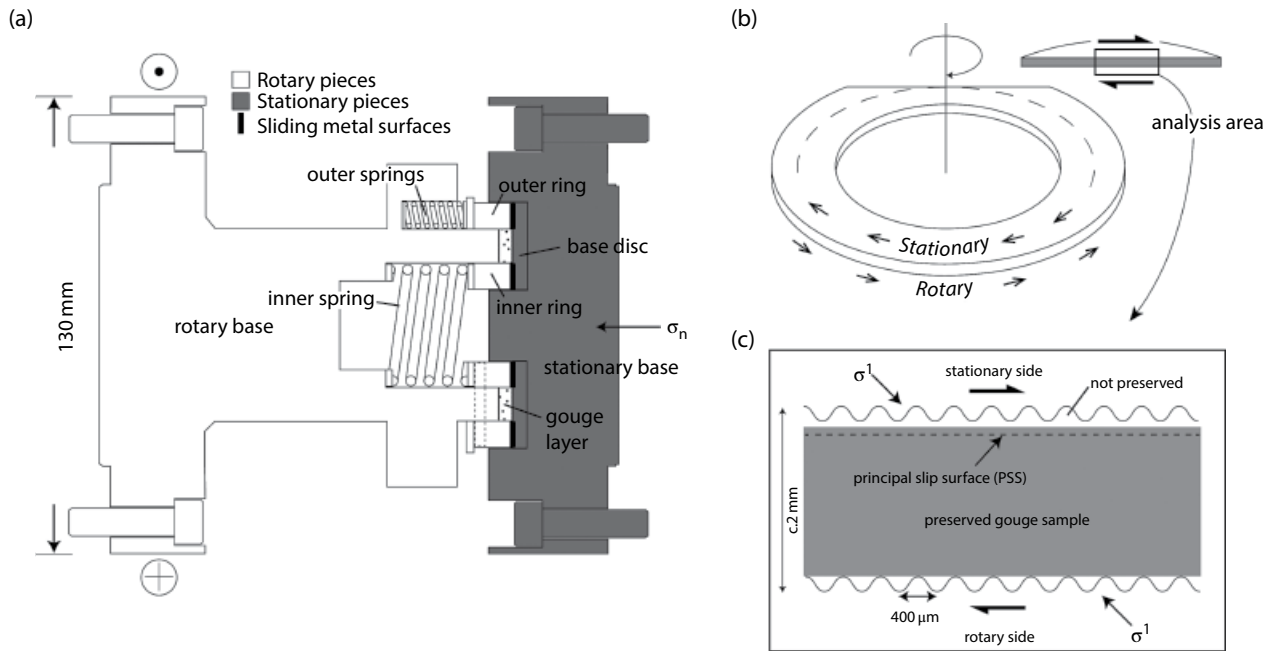 (a)
Rotary pieces
Stationary pieces
Sliding metal surfaces
outer springs
outer ring
base disc
inner spring
inner ring
rotary base
130 mm
σn
stationary base
gouge
layer
(b)
analysis area
Stationary
Rotary
(c)
σ1
stationary side
not preserved
principal slip surface (PSS)
c.2 mm
preserved gouge sample
400 μm
rotary side
σ1